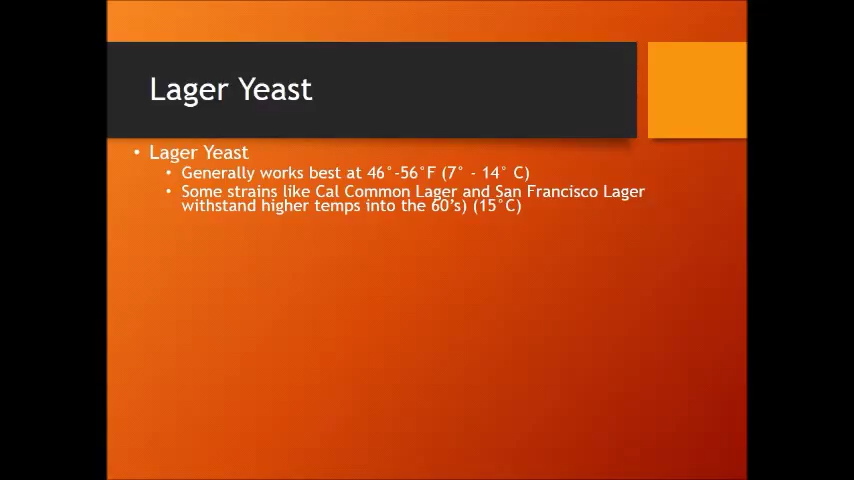 Lager Yeast
• Lager Yeast
• Generally works best at 46°-56°F (7° - 14° C)
• Some strains like Cal Common Lager and San Francisco Lager
withstand higher temps into the 60’s) (15°C)